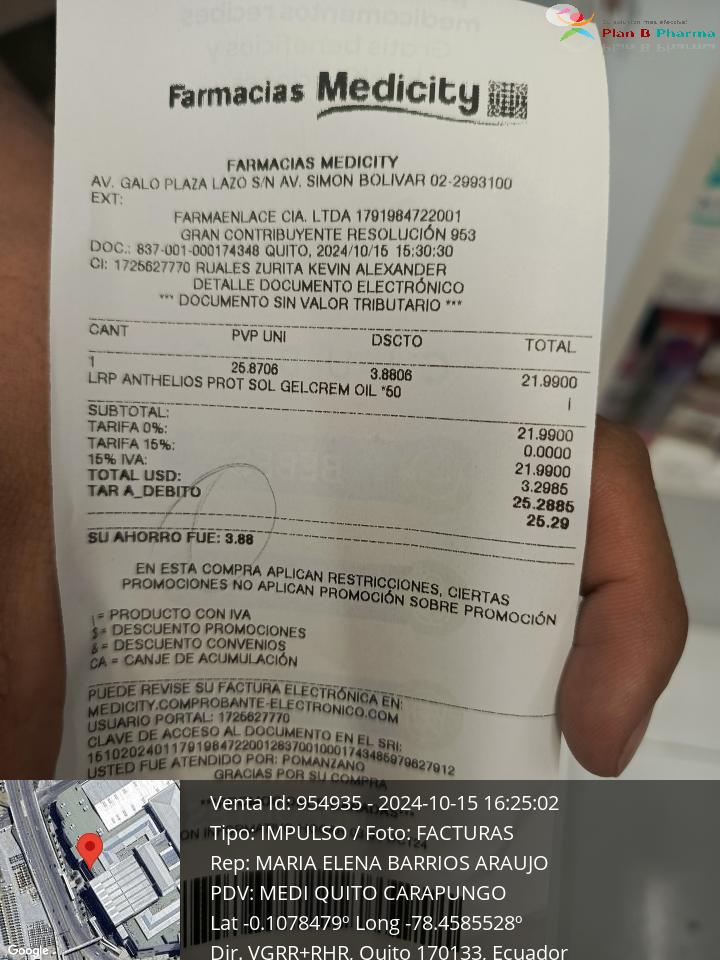 Su solución más efectiva!
Plan B Pharma
Farmacias Medicity
FARMACIAS MEDICITY
AV. GALO PLAZA LAZO S/N AV. SIMON BOLIVAR 02-2993100
EXT:
FARMAENLACE CIA. LTDA 1791984722001
GRAN CONTRIBUYENTE RESOLUCIÓN 953
DOC.: 837-001-000174348 QUITO, 2024/10/15 15:30:30
CI: 1725627770 RUALES ZURITA KEVIN ALEXANDER
DETALLE DOCUMENTO ELECTRÓNICO
*** DOCUMENTO SIN VALOR TRIBUTARIO ***
CANT PVP UNI DSCTO TOTAL
1 25.8706 3.8806 21.9900
LRP ANTHELIOS PROT SOL GELCREM OIL *50 |
SUBTOTAL: 21.9900
TARIFA 0%: 0.0000
TARIFA 15%: 21.9900
15% IVA: 3.2985
TOTAL USD: 25.2885
TAR A_DEBITO 25.29
SU AHORRO FUE: 3.88
EN ESTA COMPRA APLICAN RESTRICCIONES, CIERTAS
PROMOCIONES NO APLICAN PROMOCIÓN SOBRE PROMOCIÓN
| = PRODUCTO CON IVA
$= DESCUENTO PROMOCIONES
&= DESCUENTO CONVENIOS
CA = CANJE DE ACUMULACIÓN
PUEDE REVISE SU FACTURA ELECTRÓNICA EN:
MEDICITY.COMPROBANTE-ELECTRONICO.COM
USUARIO PORTAL: 1725627770
CLAVE DE ACCESO AL DOCUMENTO EN EL SRI:
USTED FUE ATENDIDO POR: POMANZANO
GRACIAS POR SU COMPRA
Venta Id: 954935 - 2024-10-15 16:25:02
Tipo: IMPULSO / Foto: FACTURAS
Rep: MARIA ELENA BARRIOS ARAUJO
PDV: MEDI QUITO CARAPUNGO
Lat -0.1078479º Long -78.4585528º
Dir. VGRR+RHR, Quito 170133, Ecuador
Google